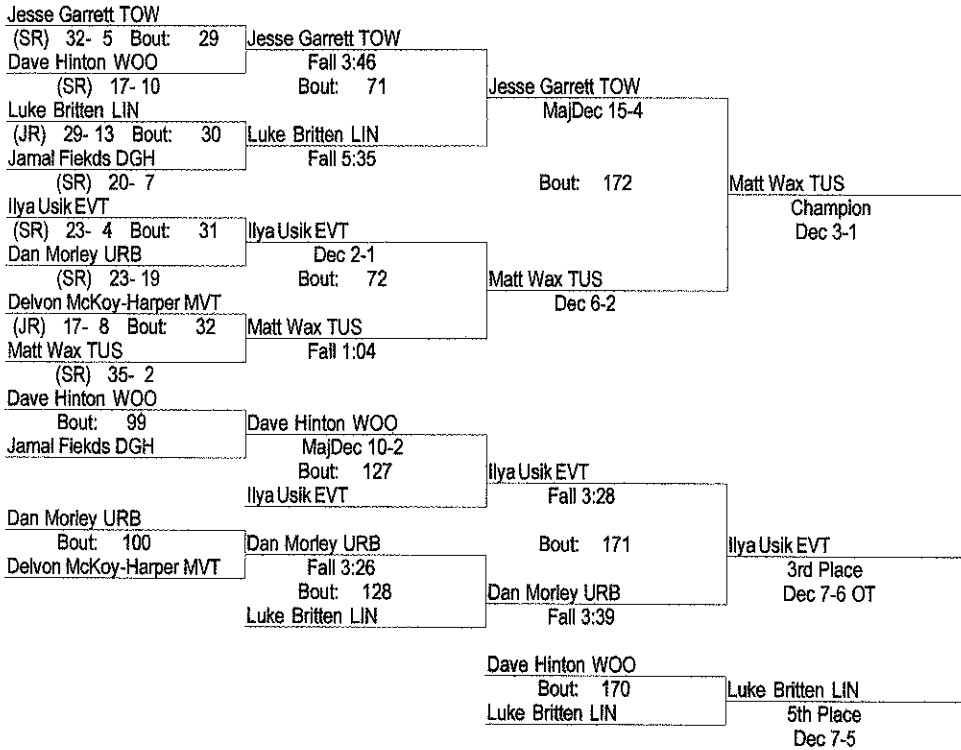 Jesse Garrett TOW
(SR) 32- 5 Bout: 29
Jesse Garrett TOW
Dave Hinton WOO
Fall 3:46
(SR) 17- 10
Bout: 71
Jesse Garrett TOW
Luke Britten LIN
MajDec 15-4
(JR) 29- 13 Bout: 30
Luke Britten LIN
Jamal Fiekds DGH
Fall 5:35
(SR) 20- 7
Bout: 172
Matt Wax TUS
Ilya Usik EVT
Champion
(SR) 23- 4 Bout: 31
Ilya Usik EVT
Dec 3-1
Dan Morley URB
Dec 2-1
(SR) 23- 19
Bout: 72
Matt Wax TUS
Delvon McKoy-Harper MVT
Dec 6-2
(JR) 17- 8 Bout: 32
Matt Wax TUS
Matt Wax TUS
Fall 1:04
(SR) 35- 2
Dave Hinton WOO
Bout: 99
Dave Hinton WOO
Jamal Fiekds DGH
MajDec 10-2
Bout: 127
Ilya Usik EVT
Ilya Usik EVT
Fall 3:28
Dan Morley URB
Bout: 100
Dan Morley URB
Bout: 171
Ilya Usik EVT
Delvon McKoy-Harper MVT
Fall 3:26
3rd Place
Bout: 128
Dan Morley URB
Dec 7-6 OT
Luke Britten LIN
Fall 3:39
Dave Hinton WOO
Bout: 170
Luke Britten LIN
Luke Britten LIN
5th Place
Dec 7-5